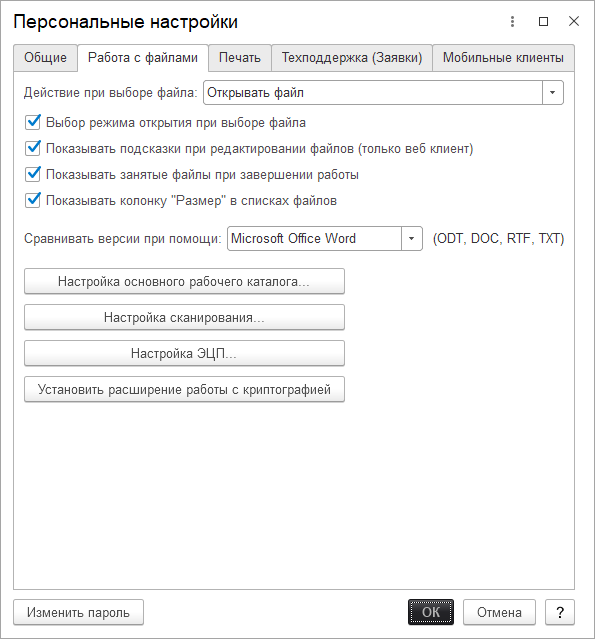 Персональные настройки
Общие Работа с файлами Печать Техподдержка (Заявки) Мобильные клиенты
Действие при выборе файла: Открывать файл
Выбор режима открытия при выборе файла
Показывать подсказки при редактировании файлов (только веб клиент)
Показывать занятые файлы при завершении работы
Показывать колонку "Размер" в списках файлов
Сравнивать версии при помощи: Microsoft Office Word (ODT, DOC, RTF, TXT)
Настройка основного рабочего каталога...
Настройка сканирования...
Настройка ЭЦП...
Установить расширение работы с криптографией
Изменить пароль ОК Отмена ?